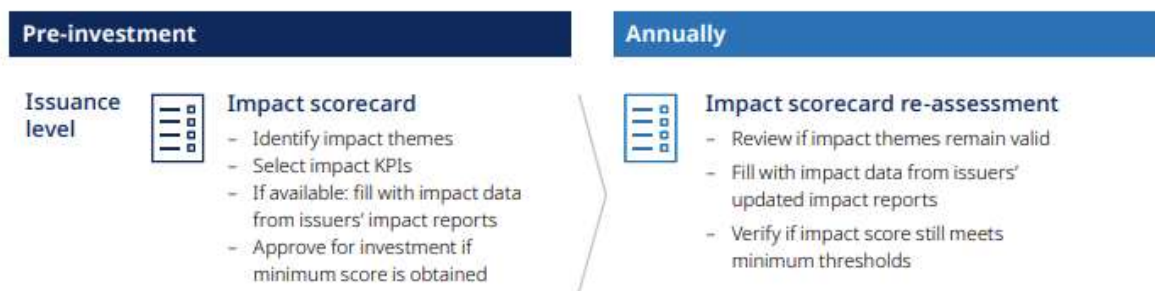 Pre-investment
Annually
Issuance
level
Impact scorecard
– Identify impact themes
– Select impact KPIs
– If available: fill with impact data
from issuers' impact reports
– Approve for investment if
minimum score is obtained
Impact scorecard re-assessment
– Review if impact themes remain valid
– Fill with impact data from issuers'
updated impact reports
– Verify if impact score still meets
minimum thresholds